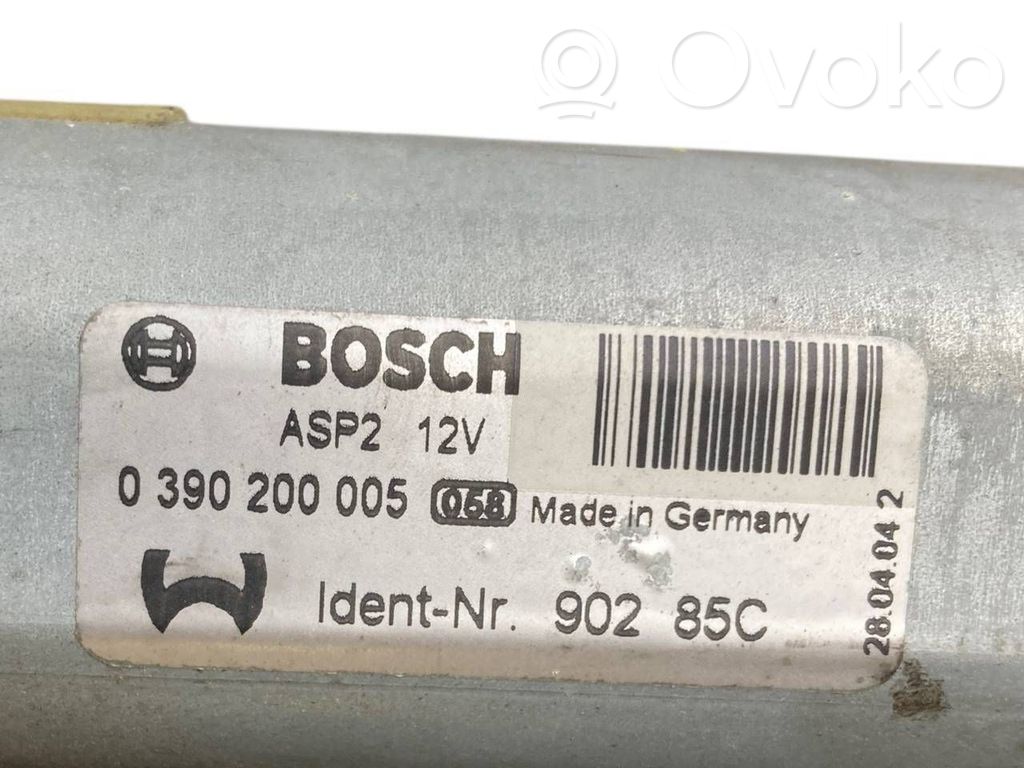 Ovoko
BOSCH
ASP2 12V
0 390 200 005 068 Made in Germany
Ident-Nr. 902 85C
28.04.04 2